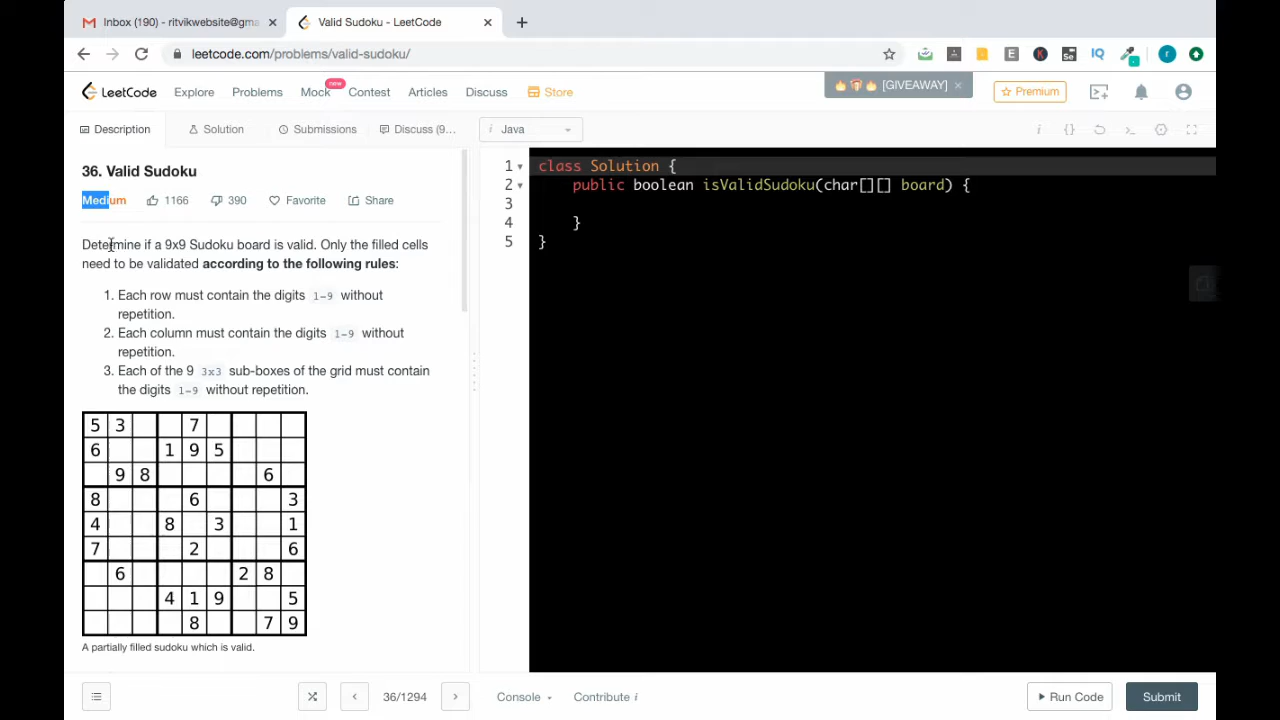 Inbox (190) - ritvikwebsite@gma
Valid Sudoku - LeetCode
leetcode.com/problems/valid-sudoku/
LeetCode Explore Problems Mock new Contest Articles Discuss Store [GIVEAWAY] Premium
Description Solution Submissions Discuss (9... Java
36. Valid Sudoku
Medium 1166 390 Favorite Share
Determine if a 9x9 Sudoku board is valid. Only the filled cells
need to be validated according to the following rules:
1. Each row must contain the digits 1-9 without
repetition.
2. Each column must contain the digits 1-9 without
repetition.
3. Each of the 9 3x3 sub-boxes of the grid must contain
the digits 1-9 without repetition.
5 3 7
6 1 9 5
9 8 6
8 6 3
4 8 3 1
7 2 6
6 2 8
4 1 9 5
8 7 9
A partially filled sudoku which is valid.
1 class Solution {
2 public boolean isValidSudoku(char[][] board) {
3
4 }
5 }
36/1294 Console Contribute i Run Code Submit